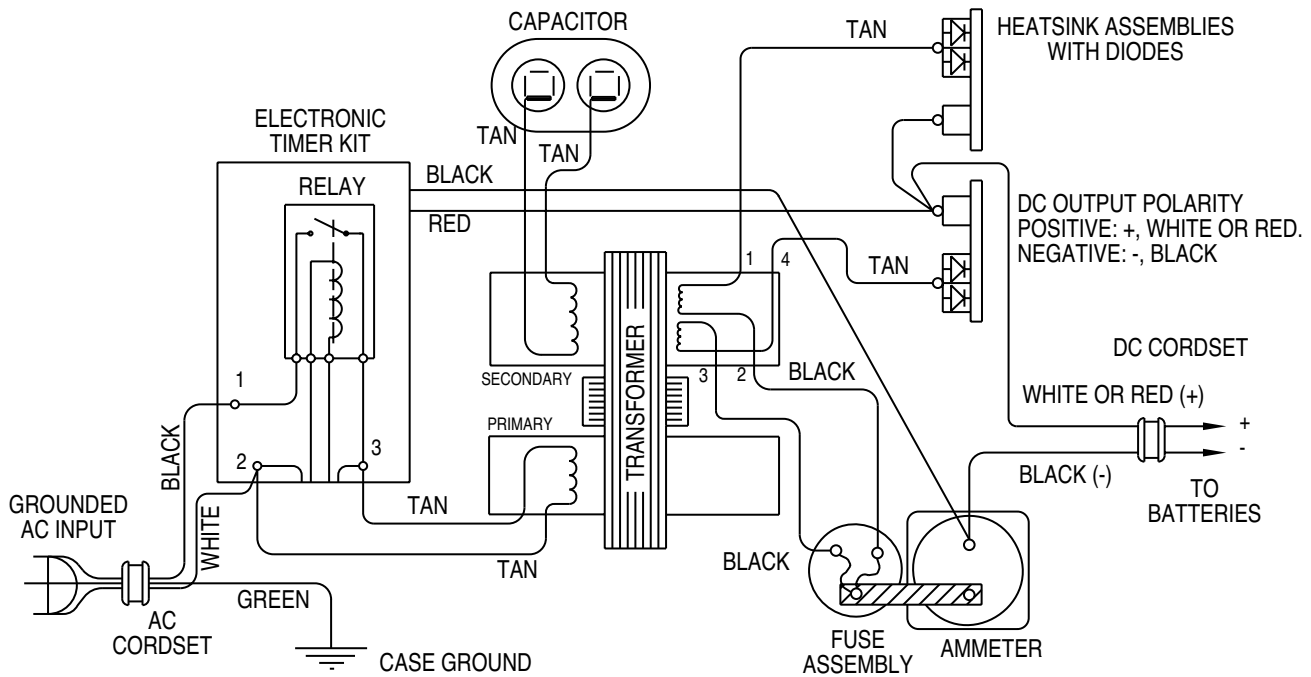 CAPACITOR
TAN
HEATSINK ASSEMBLIES
WITH DIODES
ELECTRONIC
TIMER KIT
TAN
TAN
RELAY
BLACK
RED
DC OUTPUT POLARITY
POSITIVE: +, WHITE OR RED.
NEGATIVE: -, BLACK
1
4
TAN
TRANSFORMER
DC CORDSET
1
SECONDARY
3
2
BLACK
WHITE OR RED (+)
+
-
PRIMARY
BLACK
2
3
BLACK (-)
TO
BATTERIES
GROUNDED
AC INPUT
TAN
WHITE
TAN
BLACK
GREEN
AC
CORDSET
CASE GROUND
FUSE
ASSEMBLY
AMMETER